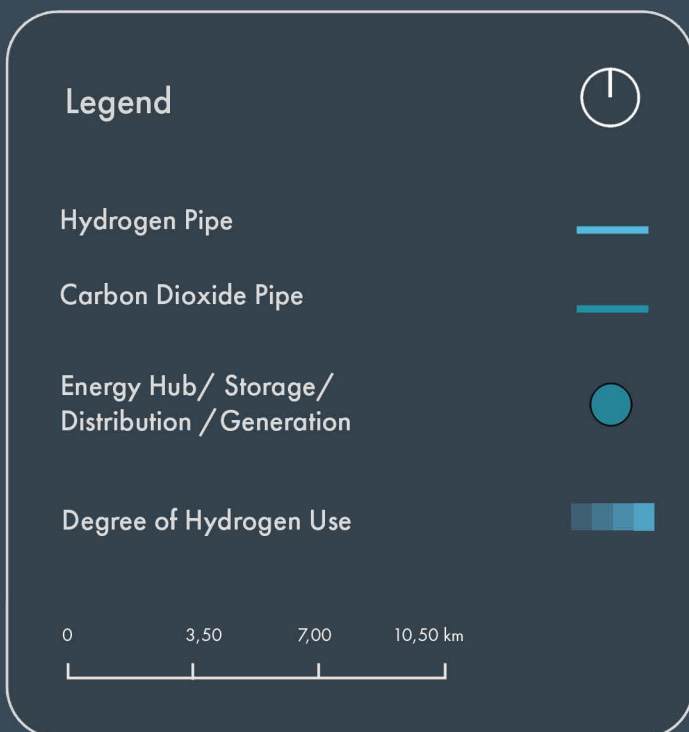 Legend
Hydrogen Pipe
Carbon Dioxide Pipe
Energy Hub/ Storage/
Distribution /Generation
Degree of Hydrogen Use
0 3,50 7,00 10,50 km